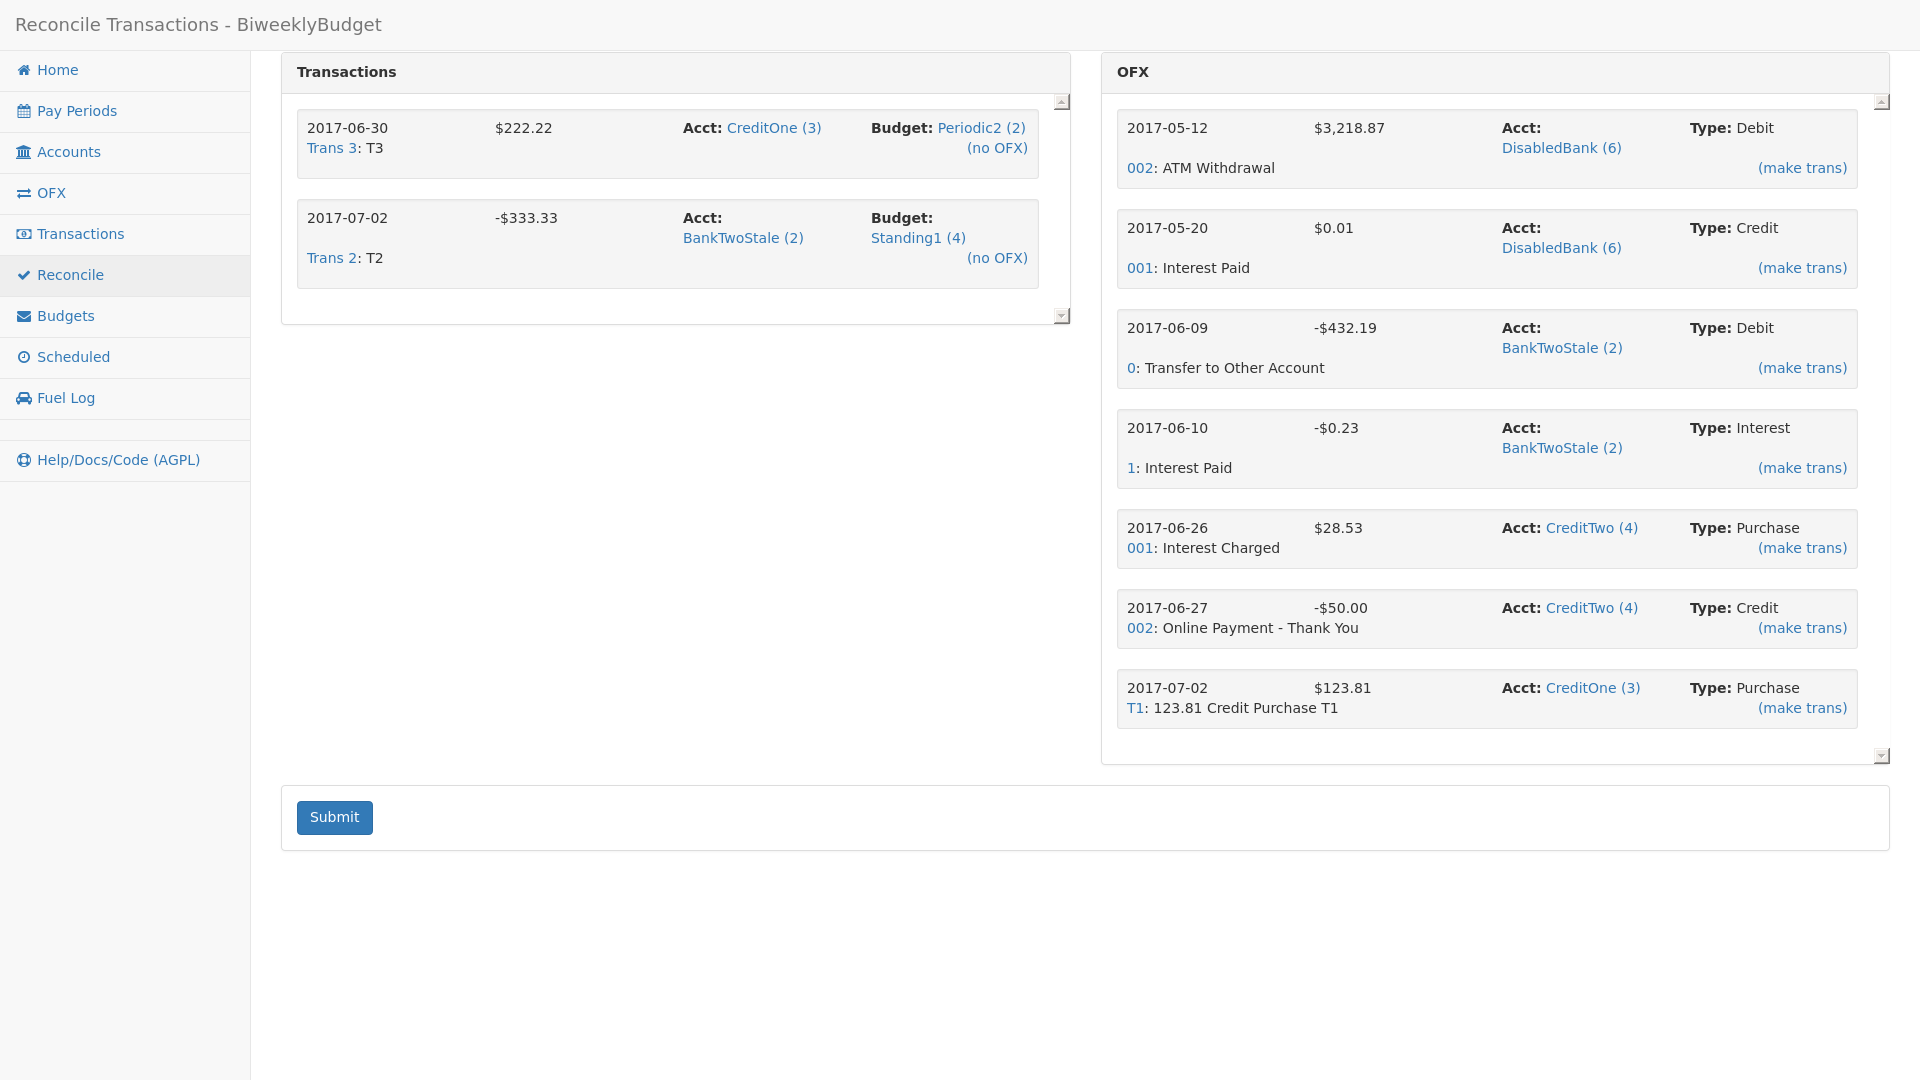 Reconcile Transactions - BiweeklyBudget
Home
Pay Periods
Accounts
OFX
Transactions
Reconcile
Budgets
Scheduled
Fuel Log
Help/Docs/Code (AGPL)
Transactions
2017-06-30 $222.22 Acct: CreditOne (3) Budget: Periodic2 (2)
Trans 3: T3 (no OFX)
2017-07-02 -$333.33 Acct: Budget:
BankTwoStale (2) Standing1 (4)
Trans 2: T2 (no OFX)
OFX
2017-05-12 $3,218.87 Acct: Type: Debit
DisabledBank (6)
002: ATM Withdrawal (make trans)
2017-05-20 $0.01 Acct: Type: Credit
DisabledBank (6)
001: Interest Paid (make trans)
2017-06-09 -$432.19 Acct: Type: Debit
BankTwoStale (2)
0: Transfer to Other Account (make trans)
2017-06-10 -$0.23 Acct: Type: Interest
BankTwoStale (2)
1: Interest Paid (make trans)
2017-06-26 $28.53 Acct: CreditTwo (4) Type: Purchase
001: Interest Charged (make trans)
2017-06-27 -$50.00 Acct: CreditTwo (4) Type: Credit
002: Online Payment - Thank You (make trans)
2017-07-02 $123.81 Acct: CreditOne (3) Type: Purchase
T1: 123.81 Credit Purchase T1 (make trans)
Submit